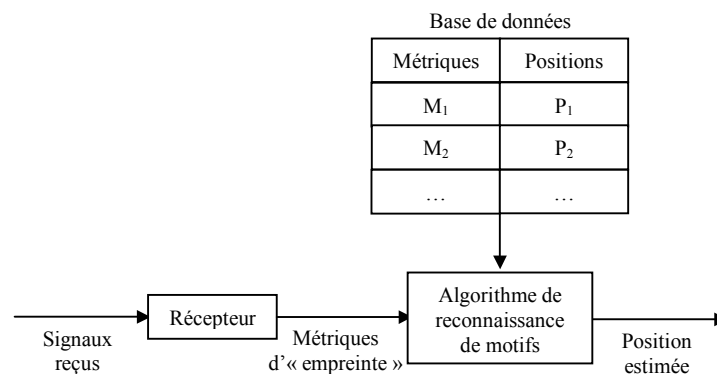 Base de données
Métriques Positions
M₁ P₁
M₂ P₂
… …
Signaux
reçus
Récepteur
Métriques
d'« empreinte »
Algorithme de
reconnaissance
de motifs
Position
estimée